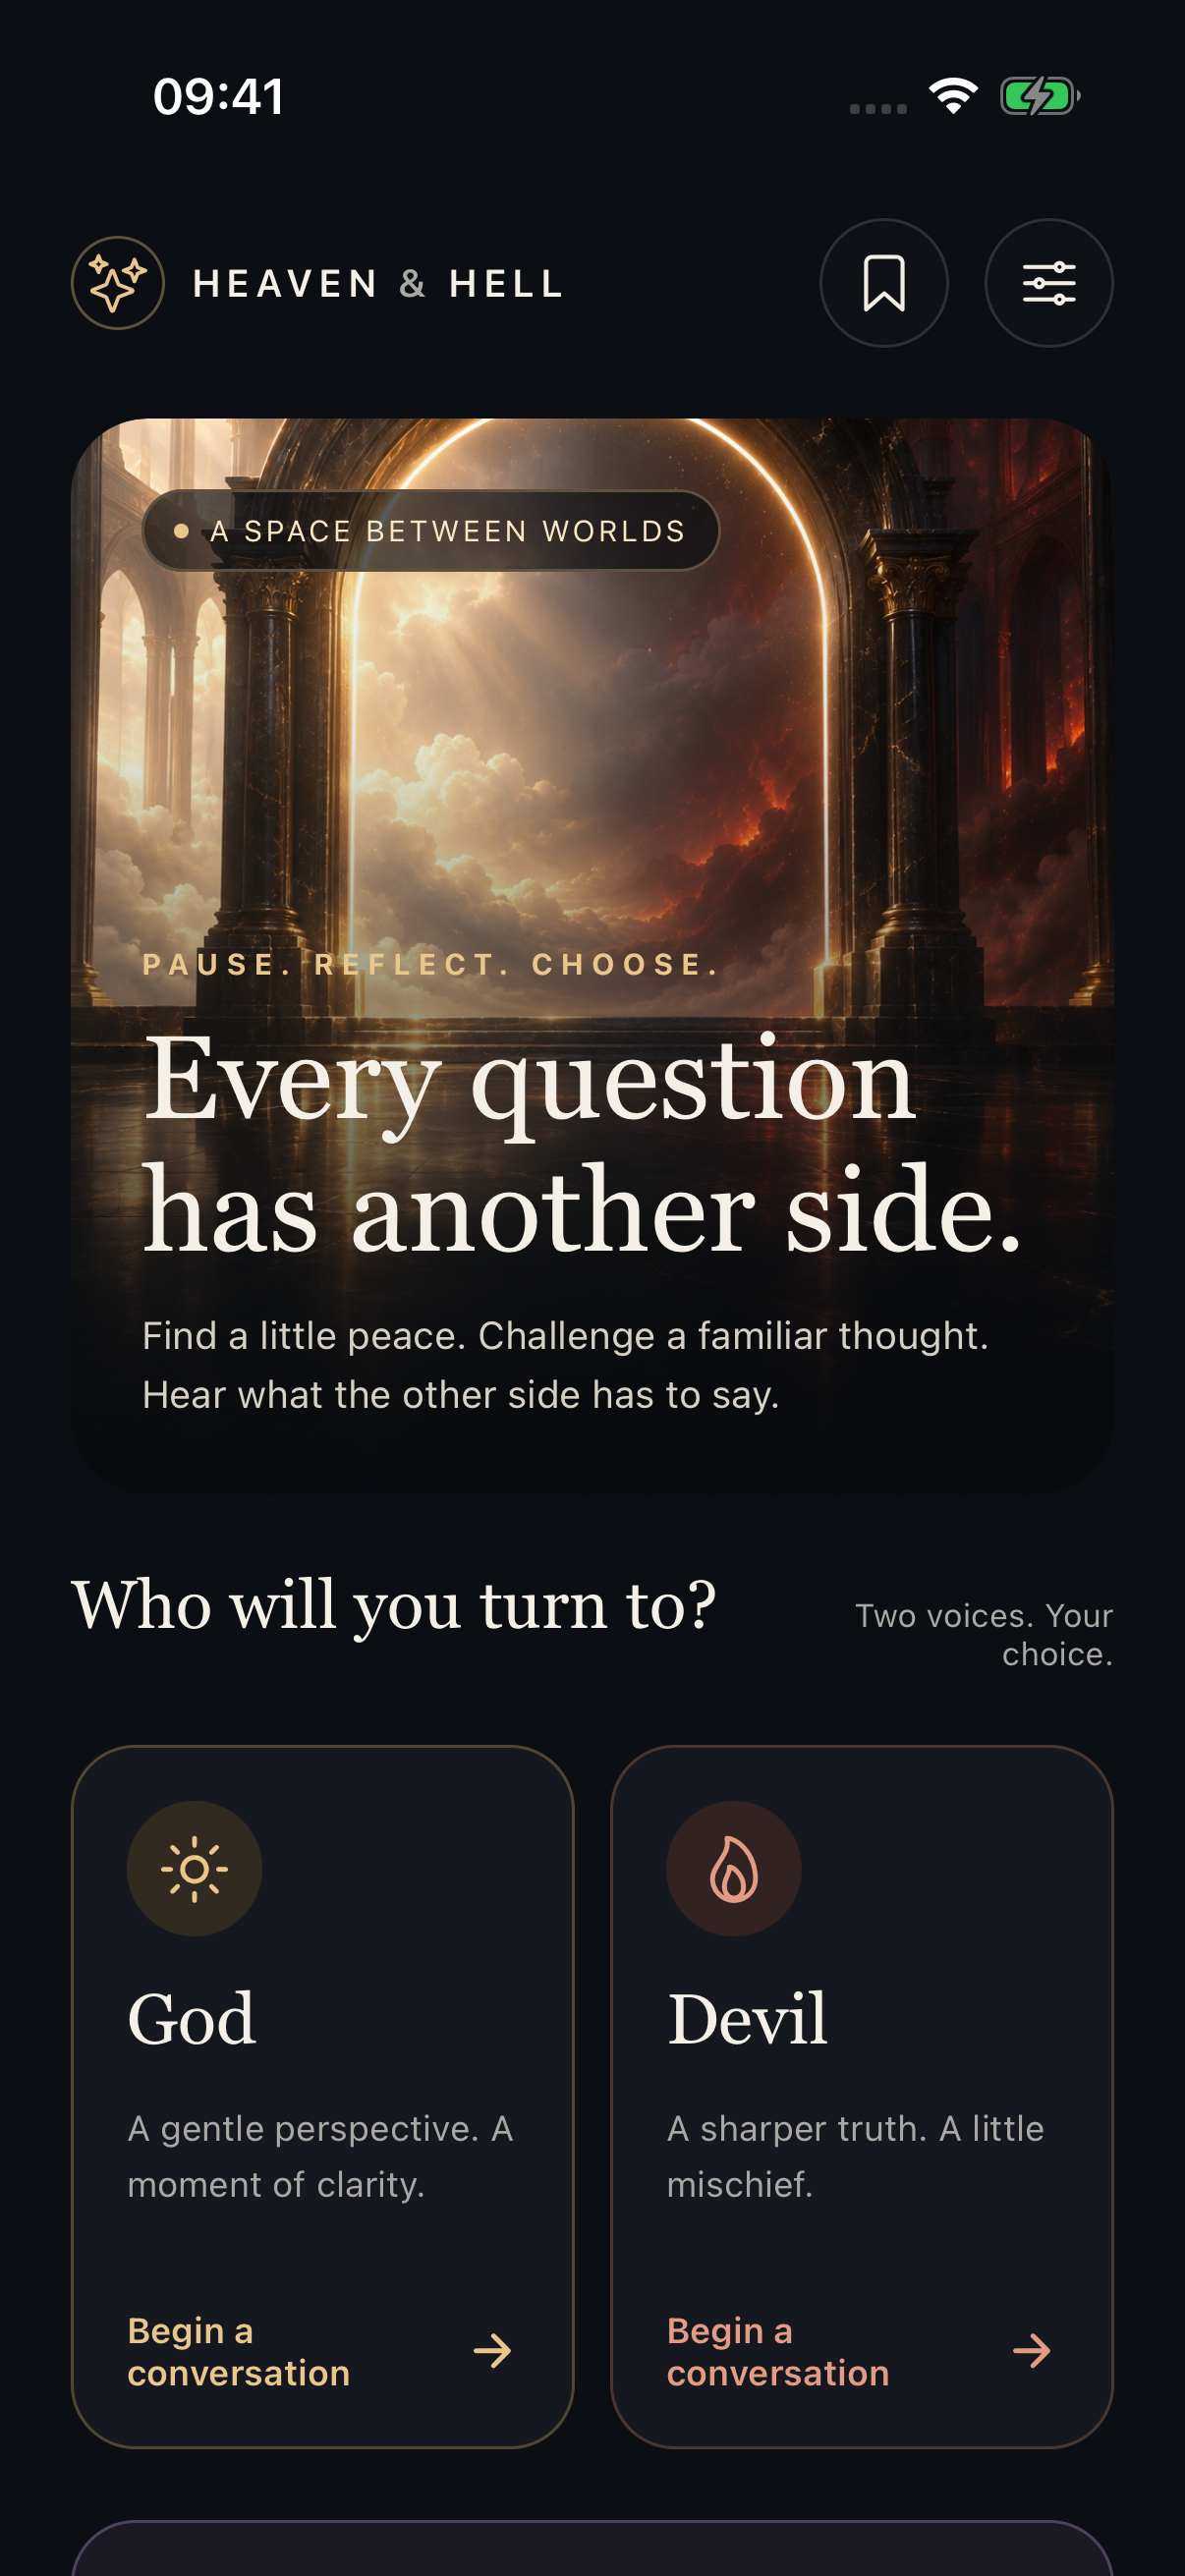 09:41
HEAVEN & HELL
A SPACE BETWEEN WORLDS
PAUSE. REFLECT. CHOOSE.
Every question
has another side.
Find a little peace. Challenge a familiar thought.
Hear what the other side has to say.
Who will you turn to?
Two voices. Your
choice.
God
A gentle perspective. A
moment of clarity.
Begin a
conversation
Devil
A sharper truth. A little
mischief.
Begin a
conversation